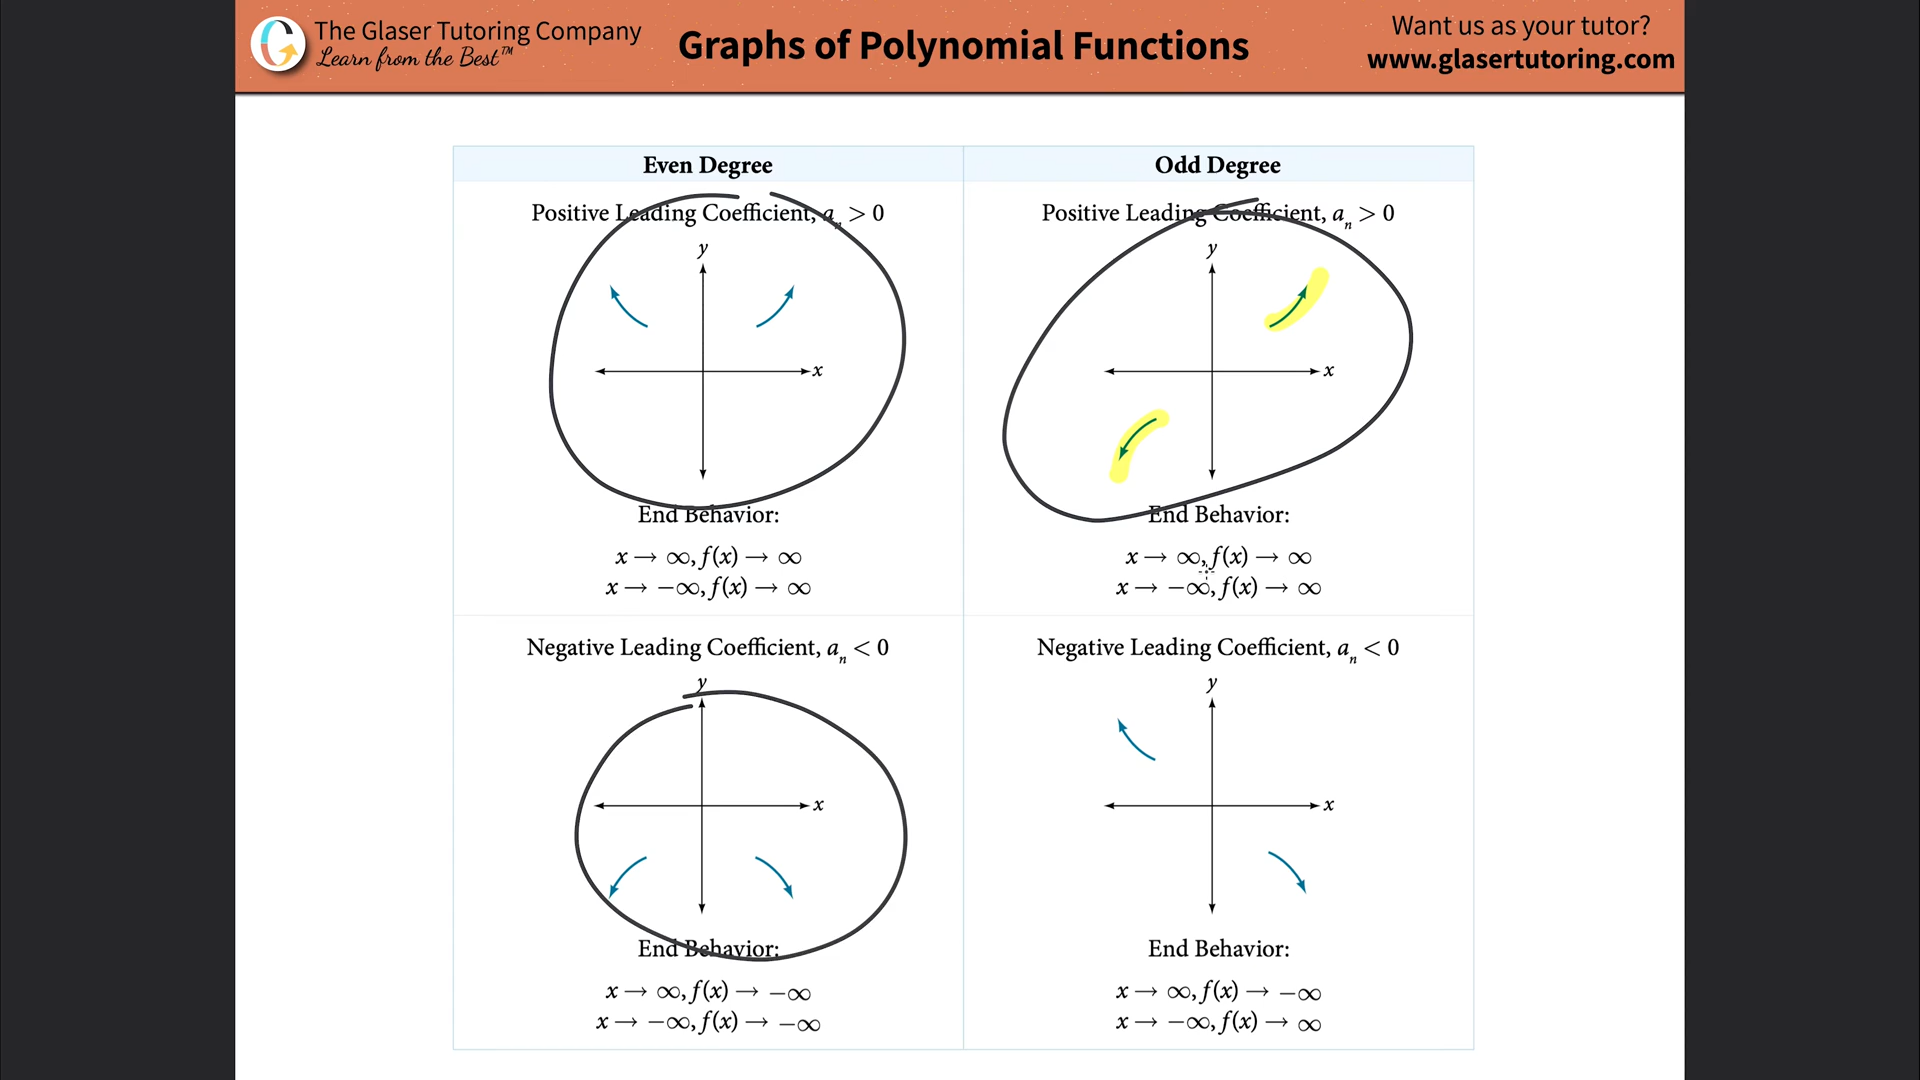 The Glaser Tutoring Company
Learn from the Best™
Graphs of Polynomial Functions
Want us as your tutor?
www.glasertutoring.com
Even Degree
Odd Degree
Positive Leading Coefficient, aₙ > 0
y
x
End Behavior:
x → ∞, f(x) → ∞
x → −∞, f(x) → ∞
Positive Leading Coefficient, aₙ > 0
y
x
End Behavior:
x → ∞, f(x) → ∞
x → −∞, f(x) → ∞
Negative Leading Coefficient, aₙ < 0
y
x
End Behavior:
x → ∞, f(x) → −∞
x → −∞, f(x) → −∞
Negative Leading Coefficient, aₙ < 0
y
x
End Behavior:
x → ∞, f(x) → −∞
x → −∞, f(x) → ∞